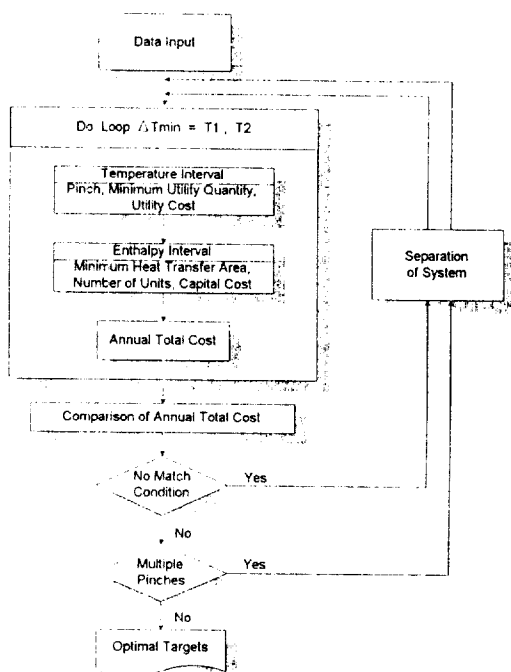 Data Input
Do Loop △Tmin = T1, T2
Temperature Interval
Pinch, Minimum Utility Quantity,
Utility Cost
Enthalpy Interval
Minimum Heat Transfer Area,
Number of Units, Capital Cost
Annual Total Cost
Separation
of System
Comparison of Annual Total Cost
No Match
Condition
Yes
No
Multiple
Pinches
Yes
No
Optimal Targets